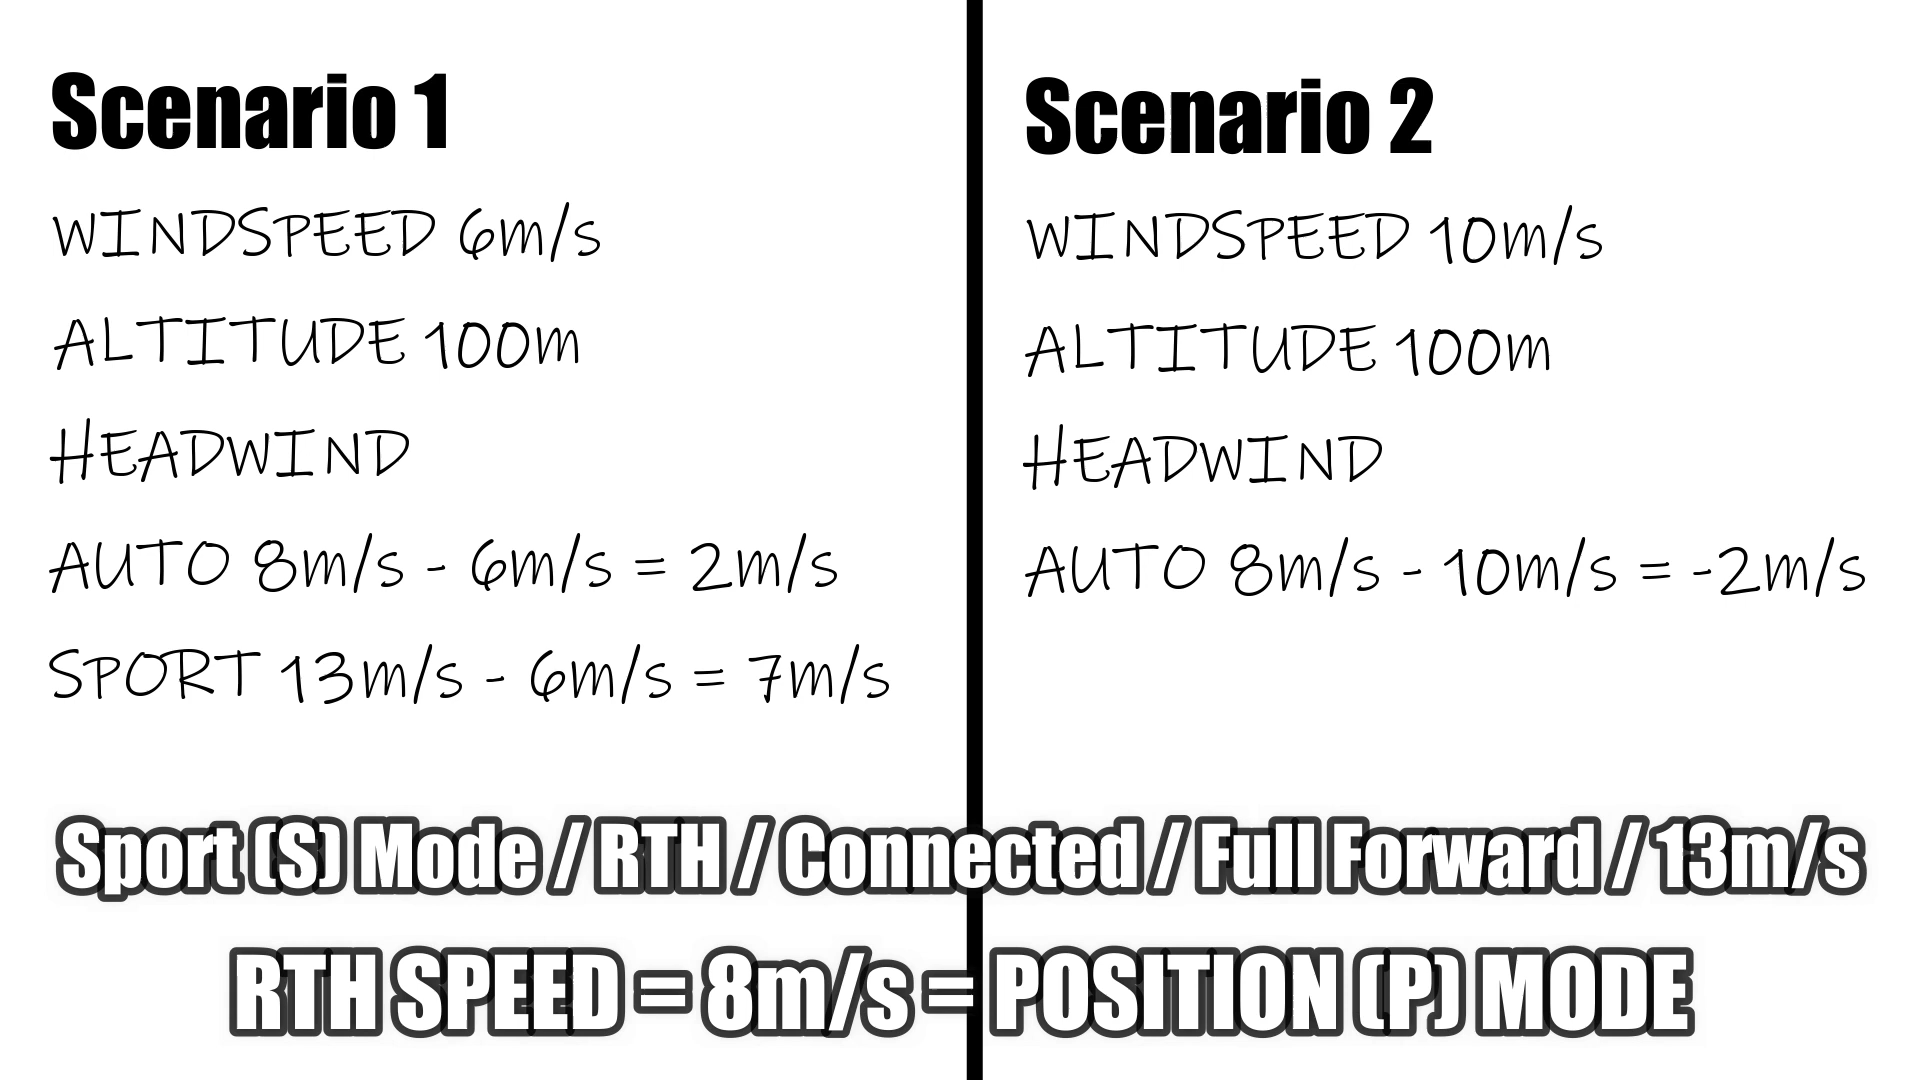 Scenario 1
WINDSPEED 6m/s
ALTITUDE 100m
HEADWIND
AUTO 8m/s - 6m/s = 2m/s
SPORT 13m/s - 6m/s = 7m/s
Scenario 2
WINDSPEED 10m/s
ALTITUDE 100m
HEADWIND
AUTO 8m/s - 10m/s = -2m/s
Sport (S) Mode / RTH / Connected / Full Forward / 13m/s
RTH SPEED = 8m/s = POSITION (P) MODE